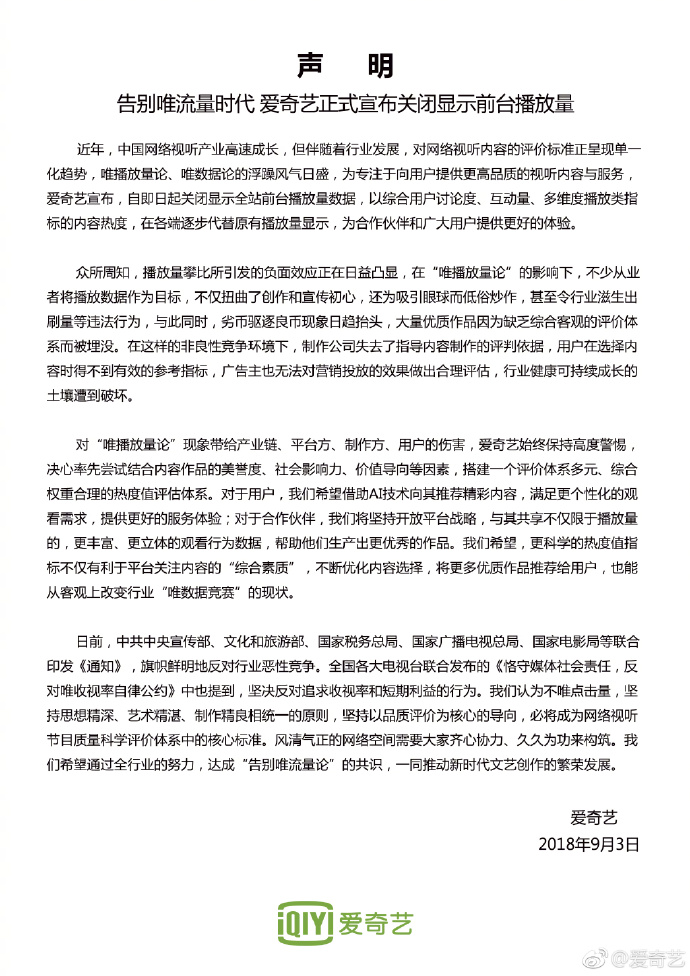 声 明
告别唯流量时代 爱奇艺正式宣布关闭显示前台播放量
近年，中国网络视听产业高速成长，但伴随着行业发展，对网络视听内容的评价标准正呈现单一
化趋势，唯播放量论、唯数据论的浮躁风气日盛，为专注于向用户提供更高品质的视听内容与服务，
爱奇艺宣布，自即日起关闭显示全站前台播放量数据，以综合用户讨论度、互动量、多维度播放类指
标的内容热度，在各端逐步代替原有播放量显示，为合作伙伴和广大用户提供更好的体验。
众所周知，播放量攀比所引发的负面效应正在日益凸显，在“唯播放量论”的影响下，不少从业
者将播放数据作为目标，不仅扭曲了创作和宣传初心，还为吸引眼球而低俗炒作，甚至令行业滋生出
刷量等违法行为，与此同时，劣币驱逐良币现象日趋抬头，大量优质作品因为缺乏综合客观的评价体
系而被埋没。在这样的非良性竞争环境下，制作公司失去了指导内容制作的评判依据，用户在选择内
容时得不到有效的参考指标，广告主也无法对营销投放的效果做出合理评估，行业健康可持续成长的
土壤遭到破坏。
对“唯播放量论”现象带给产业链、平台方、制作方、用户的伤害，爱奇艺始终保持高度警惕，
决心率先尝试结合内容作品的美誉度、社会影响力、价值导向等因素，搭建一个评价体系多元、综合
权重合理的热度值评估体系。对于用户，我们希望借助AI技术向其推荐精彩内容，满足更个性化的观
看需求，提供更好的服务体验；对于合作伙伴，我们将坚持开放平台战略，与其共享不仅限于播放量
的，更丰富、更立体的观看行为数据，帮助他们生产出更优秀的作品。我们希望，更科学的热度值指
标不仅有利于平台关注内容的“综合素质”，不断优化内容选择，将更多优质作品推荐给用户，也能
从客观上改变行业“唯数据竞赛”的现状。
日前，中共中央宣传部、文化和旅游部、国家税务总局、国家广播电视总局、国家电影局等联合
印发《通知》，旗帜鲜明地反对行业恶性竞争。全国各大电视台联合发布的《恪守媒体社会责任，反
对唯收视率自律公约》中也提到，坚决反对追求收视率和短期利益的行为。我们认为不唯点击量，坚
持思想精深、艺术精湛、制作精良相统一的原则，坚持以品质评价为核心的导向，必将成为网络视听
节目质量科学评价体系中的核心标准。风清气正的网络空间需要大家齐心协力、久久为功来构筑。我
们希望通过全行业的努力，达成“告别唯流量论”的共识，一同推动新时代文艺创作的繁荣发展。
爱奇艺
2018年9月3日
iQIYI 爱奇艺
@爱奇艺